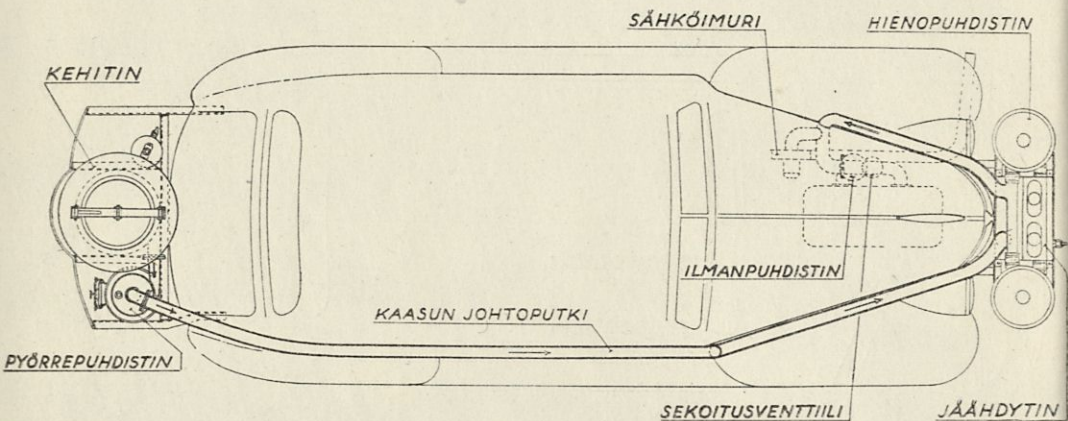 SÄHKÖIMURI
HIENOPUHDISTIN
KEHITIN
ILMANPUHDISTIN
KAASUN JOHTOPUTKI
PYÖRREPUHDISTIN
SEKOITUSVENTTIILI
JÄÄHDYTIN